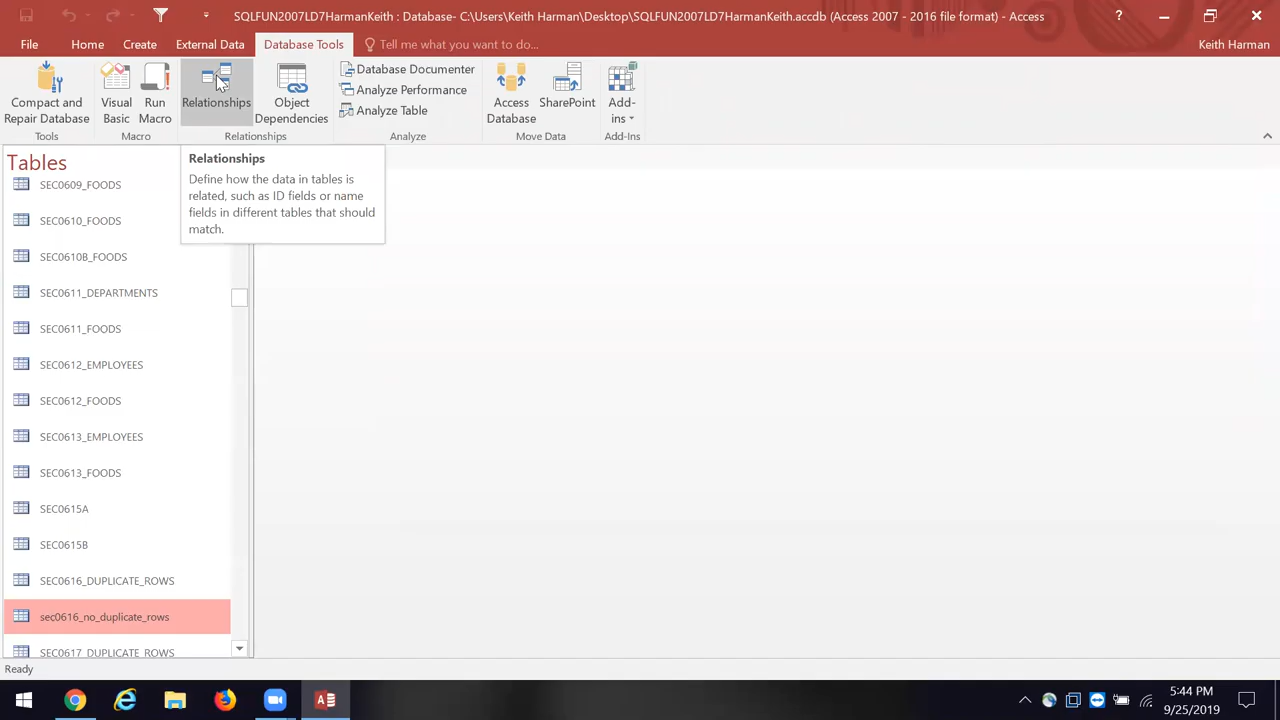 SQLFUN2007LD7HarmanKeith : Database- C:\Users\Keith Harman\Desktop\SQLFUN2007LD7HarmanKeith.accdb (Access 2007 - 2016 file format) - Access
?
File Home Create External Data Database Tools Tell me what you want to do... Keith Harman
Compact and
Repair Database
Visual
Basic
Run
Macro
Relationships
Object
Dependencies
Database Documenter
Analyze Performance
Analyze Table
Access
Database
SharePoint
Add-
ins
Tools Macro Relationships Analyze Move Data Add-Ins
Tables
Relationships
Define how the data in tables is
related, such as ID fields or name
fields in different tables that should
match.
SEC0609_FOODS
SEC0610_FOODS
SEC0610B_FOODS
SEC0611_DEPARTMENTS
SEC0611_FOODS
SEC0612_EMPLOYEES
SEC0612_FOODS
SEC0613_EMPLOYEES
SEC0613_FOODS
SEC0615A
SEC0615B
SEC0616_DUPLICATE_ROWS
sec0616_no_duplicate_rows
SEC0617_DUPLICATE_ROWS
Ready
5:44 PM
9/25/2019